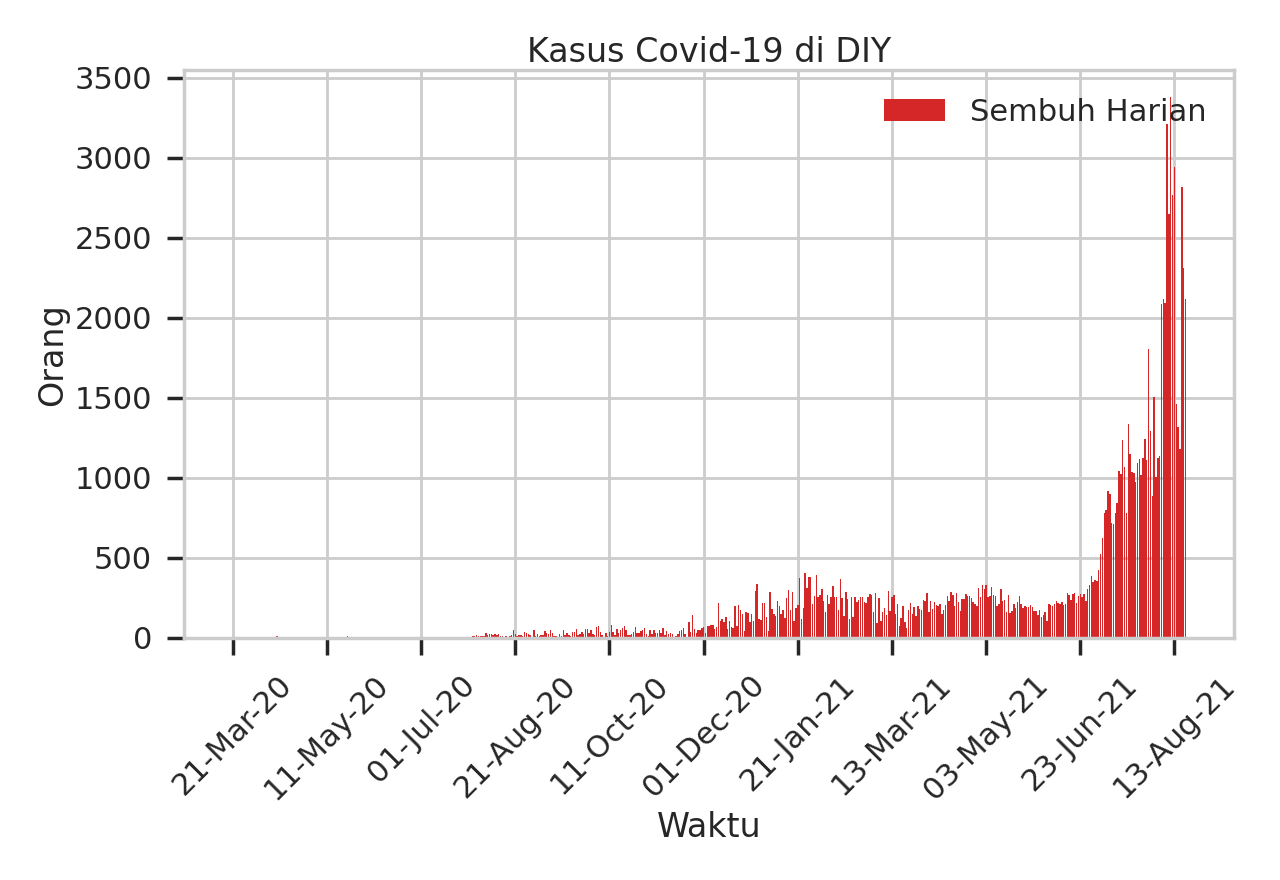 Kasus Covid-19 di DIY
Sembuh Harian
3500
3000
2500
2000
1500
1000
500
0
Orang
21-Mar-20
11-May-20
01-Jul-20
21-Aug-20
11-Oct-20
01-Dec-20
21-Jan-21
13-Mar-21
03-May-21
23-Jun-21
13-Aug-21
Waktu